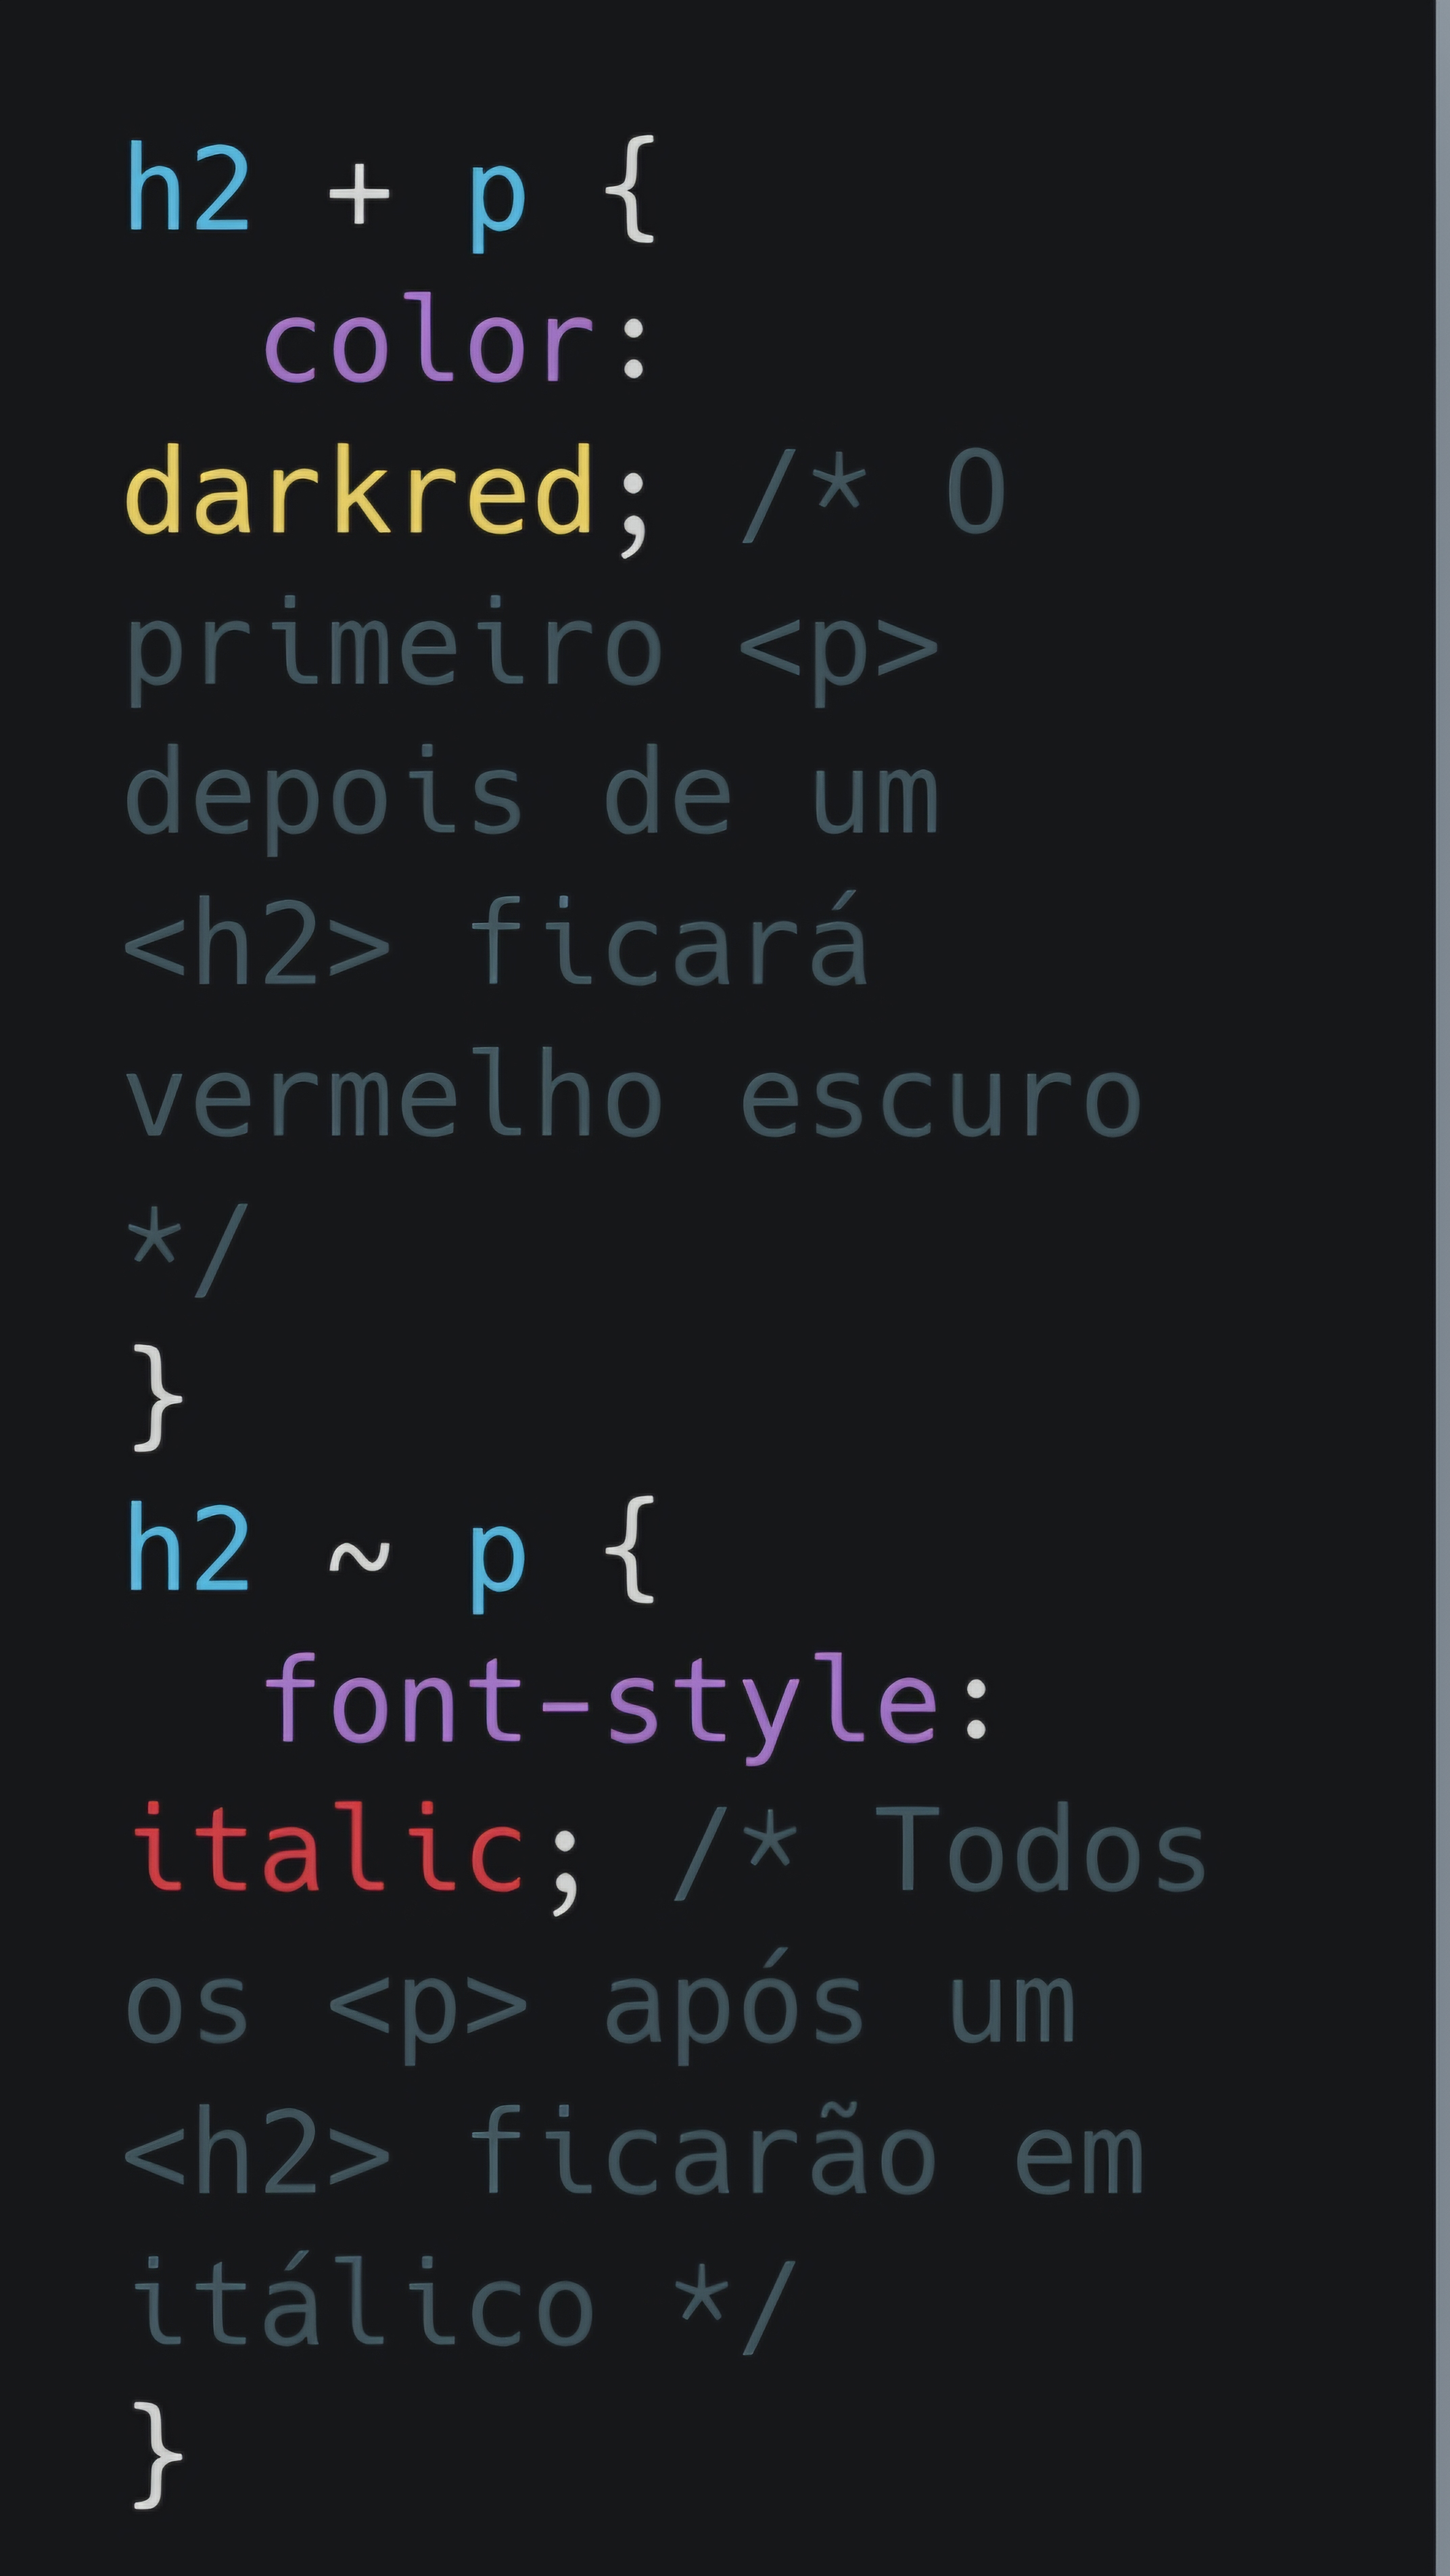 h2 + p {
  color:
darkred; /* O
primeiro <p>
depois de um
<h2> ficará
vermelho escuro
*/
}
h2 ~ p {
  font-style:
italic; /* Todos
os <p> após um
<h2> ficarão em
itálico */
}